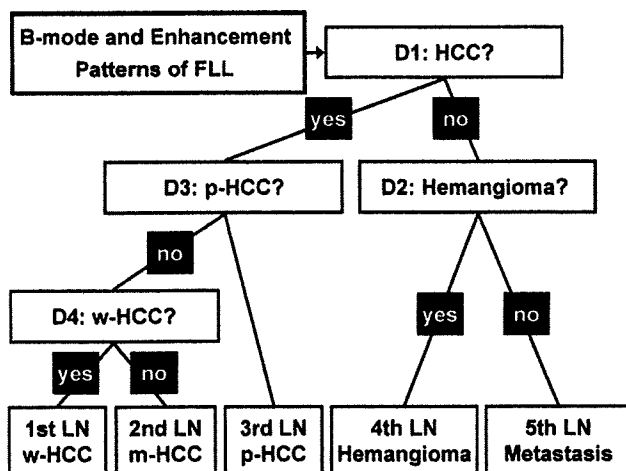 B-mode and Enhancement
Patterns of FLL
D1: HCC?
yes
no
D3: p-HCC?
D2: Hemangioma?
no
yes
no
D4: w-HCC?
yes
no
1st LN
w-HCC
2nd LN
m-HCC
3rd LN
p-HCC
4th LN
Hemangioma
5th LN
Metastasis